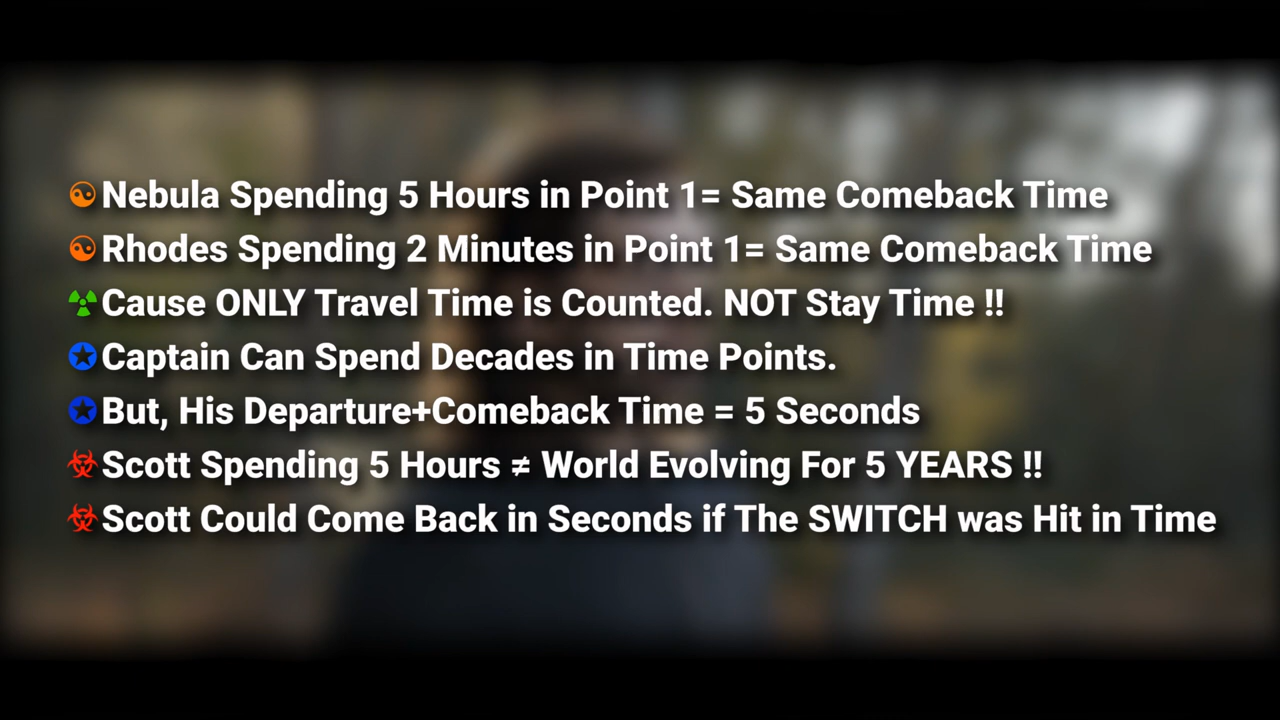 ☯Nebula Spending 5 Hours in Point 1= Same Comeback Time
☯Rhodes Spending 2 Minutes in Point 1= Same Comeback Time
☢Cause ONLY Travel Time is Counted. NOT Stay Time !!
✪Captain Can Spend Decades in Time Points.
✪But, His Departure+Comeback Time = 5 Seconds
☣Scott Spending 5 Hours ≠ World Evolving For 5 YEARS !!
☣Scott Could Come Back in Seconds if The SWITCH was Hit in Time